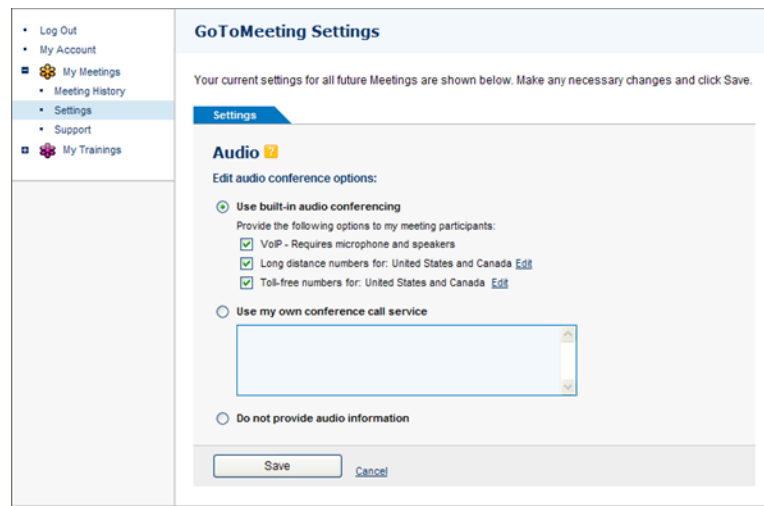 Log Out
My Account
My Meetings
Meeting History
Settings
Support
My Trainings
GoToMeeting Settings
Your current settings for all future Meetings are shown below. Make any necessary changes and click Save.
Settings
Audio ?
Edit audio conference options:
Use built-in audio conferencing
Provide the following options to my meeting participants:
VoIP - Requires microphone and speakers
Long distance numbers for: United States and Canada Edit
Toll-free numbers for: United States and Canada Edit
Use my own conference call service
Do not provide audio information
Save Cancel